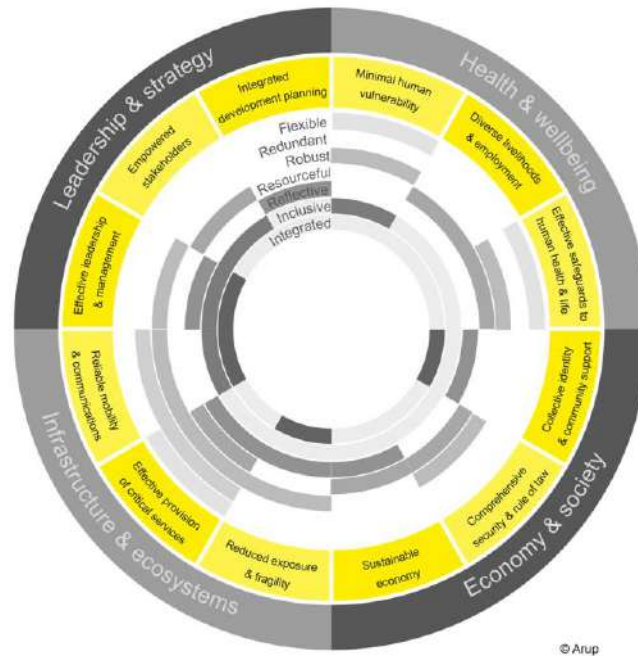 Leadership & strategy
Health & wellbeing
Economy & society
Infrastructure & ecosystems
Integrated
development planning
Minimal human
vulnerability
Diverse livelihoods
& employment
Effective safeguards to
human health & life
Collective identity
& community support
Comprehensive
security & rule of law
Sustainable
economy
Reduced exposure
& fragility
Effective provision
of critical services
Reliable mobility
& communications
Effective leadership
& management
Empowered
stakeholders
Flexible
Redundant
Robust
Resourceful
Reflective
Inclusive
Integrated
© Arup